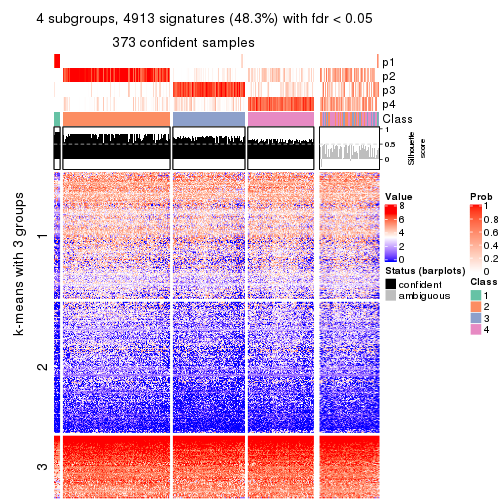 4 subgroups, 4913 signatures (48.3%) with fdr < 0.05
373 confident samples
p1
p2
p3
p4
Class
1
0.5
0
Silhouette
score
k-means with 3 groups
1
2
3
Value
8
6
4
2
0
Status (barplots)
confident
ambiguous
Prob
1
0.8
0.6
0.4
0.2
0
Class
1
2
3
4